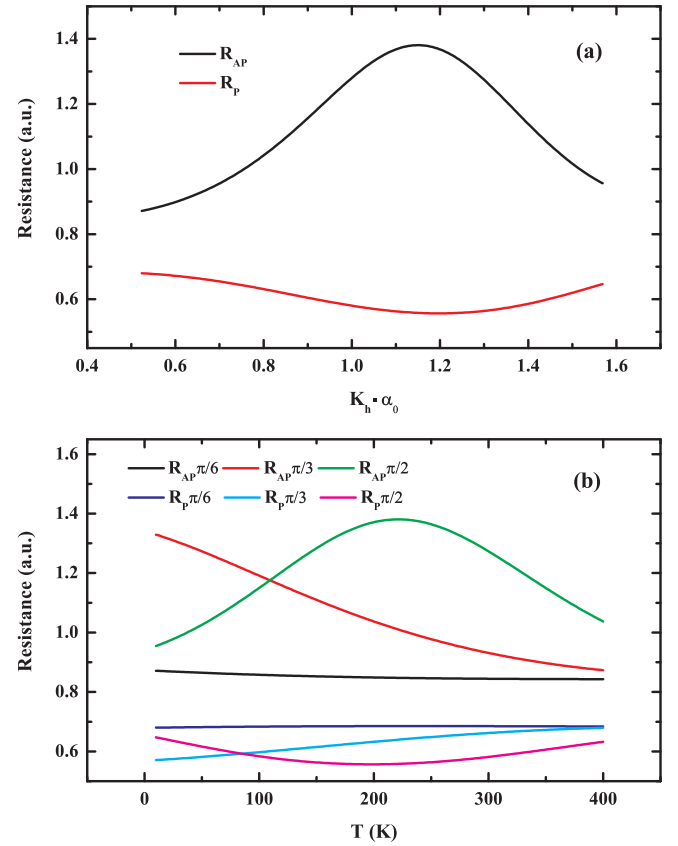 1.4
1.2
1.0
0.8
0.6
Resistance (a.u.)
R_AP
R_P
(a)
0.4 0.6 0.8 1.0 1.2 1.4 1.6
K_h · α_0
1.6
1.4
1.2
1.0
0.8
0.6
Resistance (a.u.)
R_AP π/6 R_AP π/3 R_AP π/2
R_P π/6 R_P π/3 R_P π/2
(b)
0 100 200 300 400
T (K)